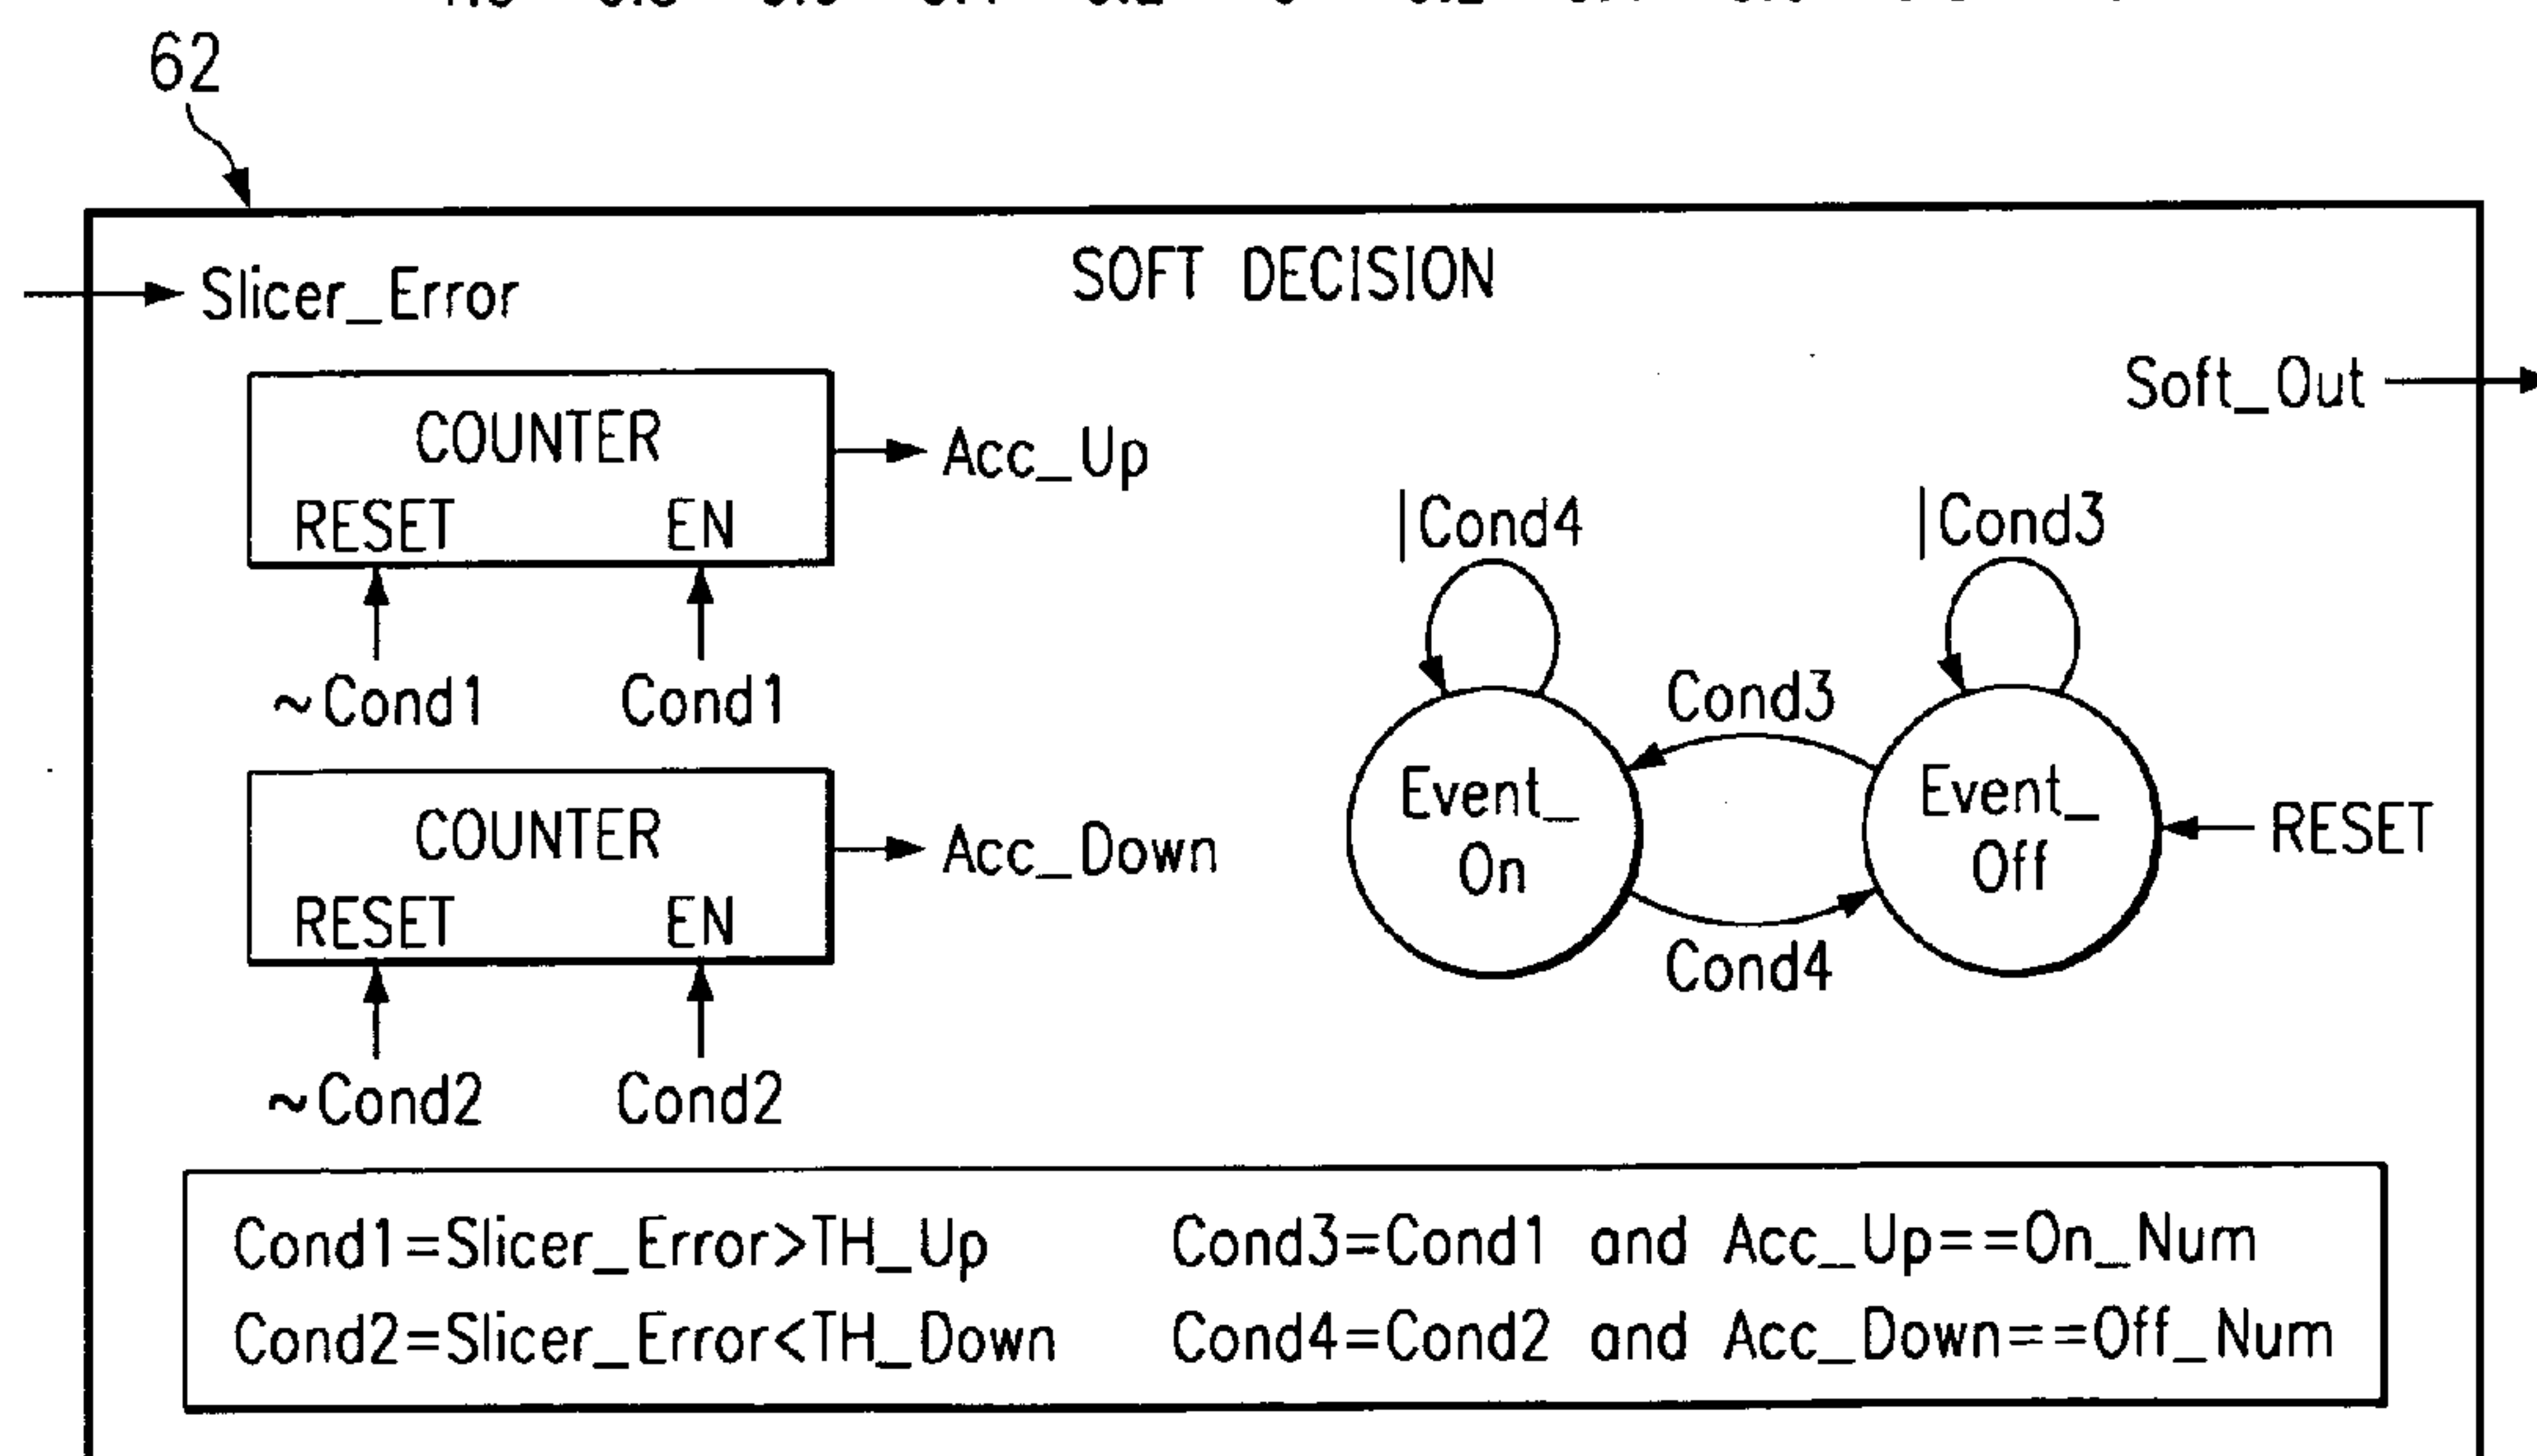 62
SOFT DECISION
Slicer_Error
Soft_Out
COUNTER
RESET EN
Acc_Up
~Cond1 Cond1
COUNTER
RESET EN
Acc_Down
~Cond2 Cond2
|Cond4
|Cond3
Cond3
Event_
On
Event_
Off
RESET
Cond4
Cond1=Slicer_Error>TH_Up Cond3=Cond1 and Acc_Up==On_Num
Cond2=Slicer_Error<TH_Down Cond4=Cond2 and Acc_Down==Off_Num